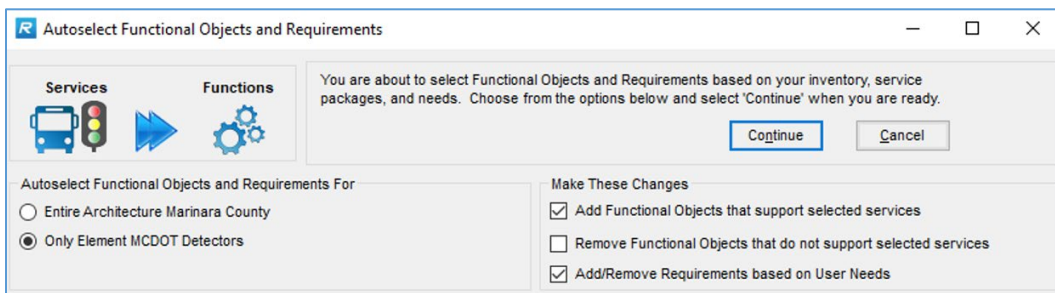 R Autoselect Functional Objects and Requirements
Services Functions
You are about to select Functional Objects and Requirements based on your inventory, service
packages, and needs. Choose from the options below and select 'Continue' when you are ready.
Continue Cancel
Autoselect Functional Objects and Requirements For
Entire Architecture Marinara County
Only Element MCDOT Detectors
Make These Changes
Add Functional Objects that support selected services
Remove Functional Objects that do not support selected services
Add/Remove Requirements based on User Needs